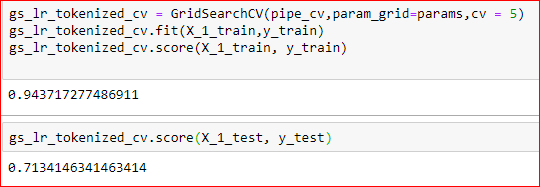 gs_lr_tokenized_cv = GridSearchCV(pipe_cv,param_grid=params,cv = 5)
gs_lr_tokenized_cv.fit(X_1_train,y_train)
gs_lr_tokenized_cv.score(X_1_train, y_train)
0.943717277486911
gs_lr_tokenized_cv.score(X_1_test, y_test)
0.7134146341463414